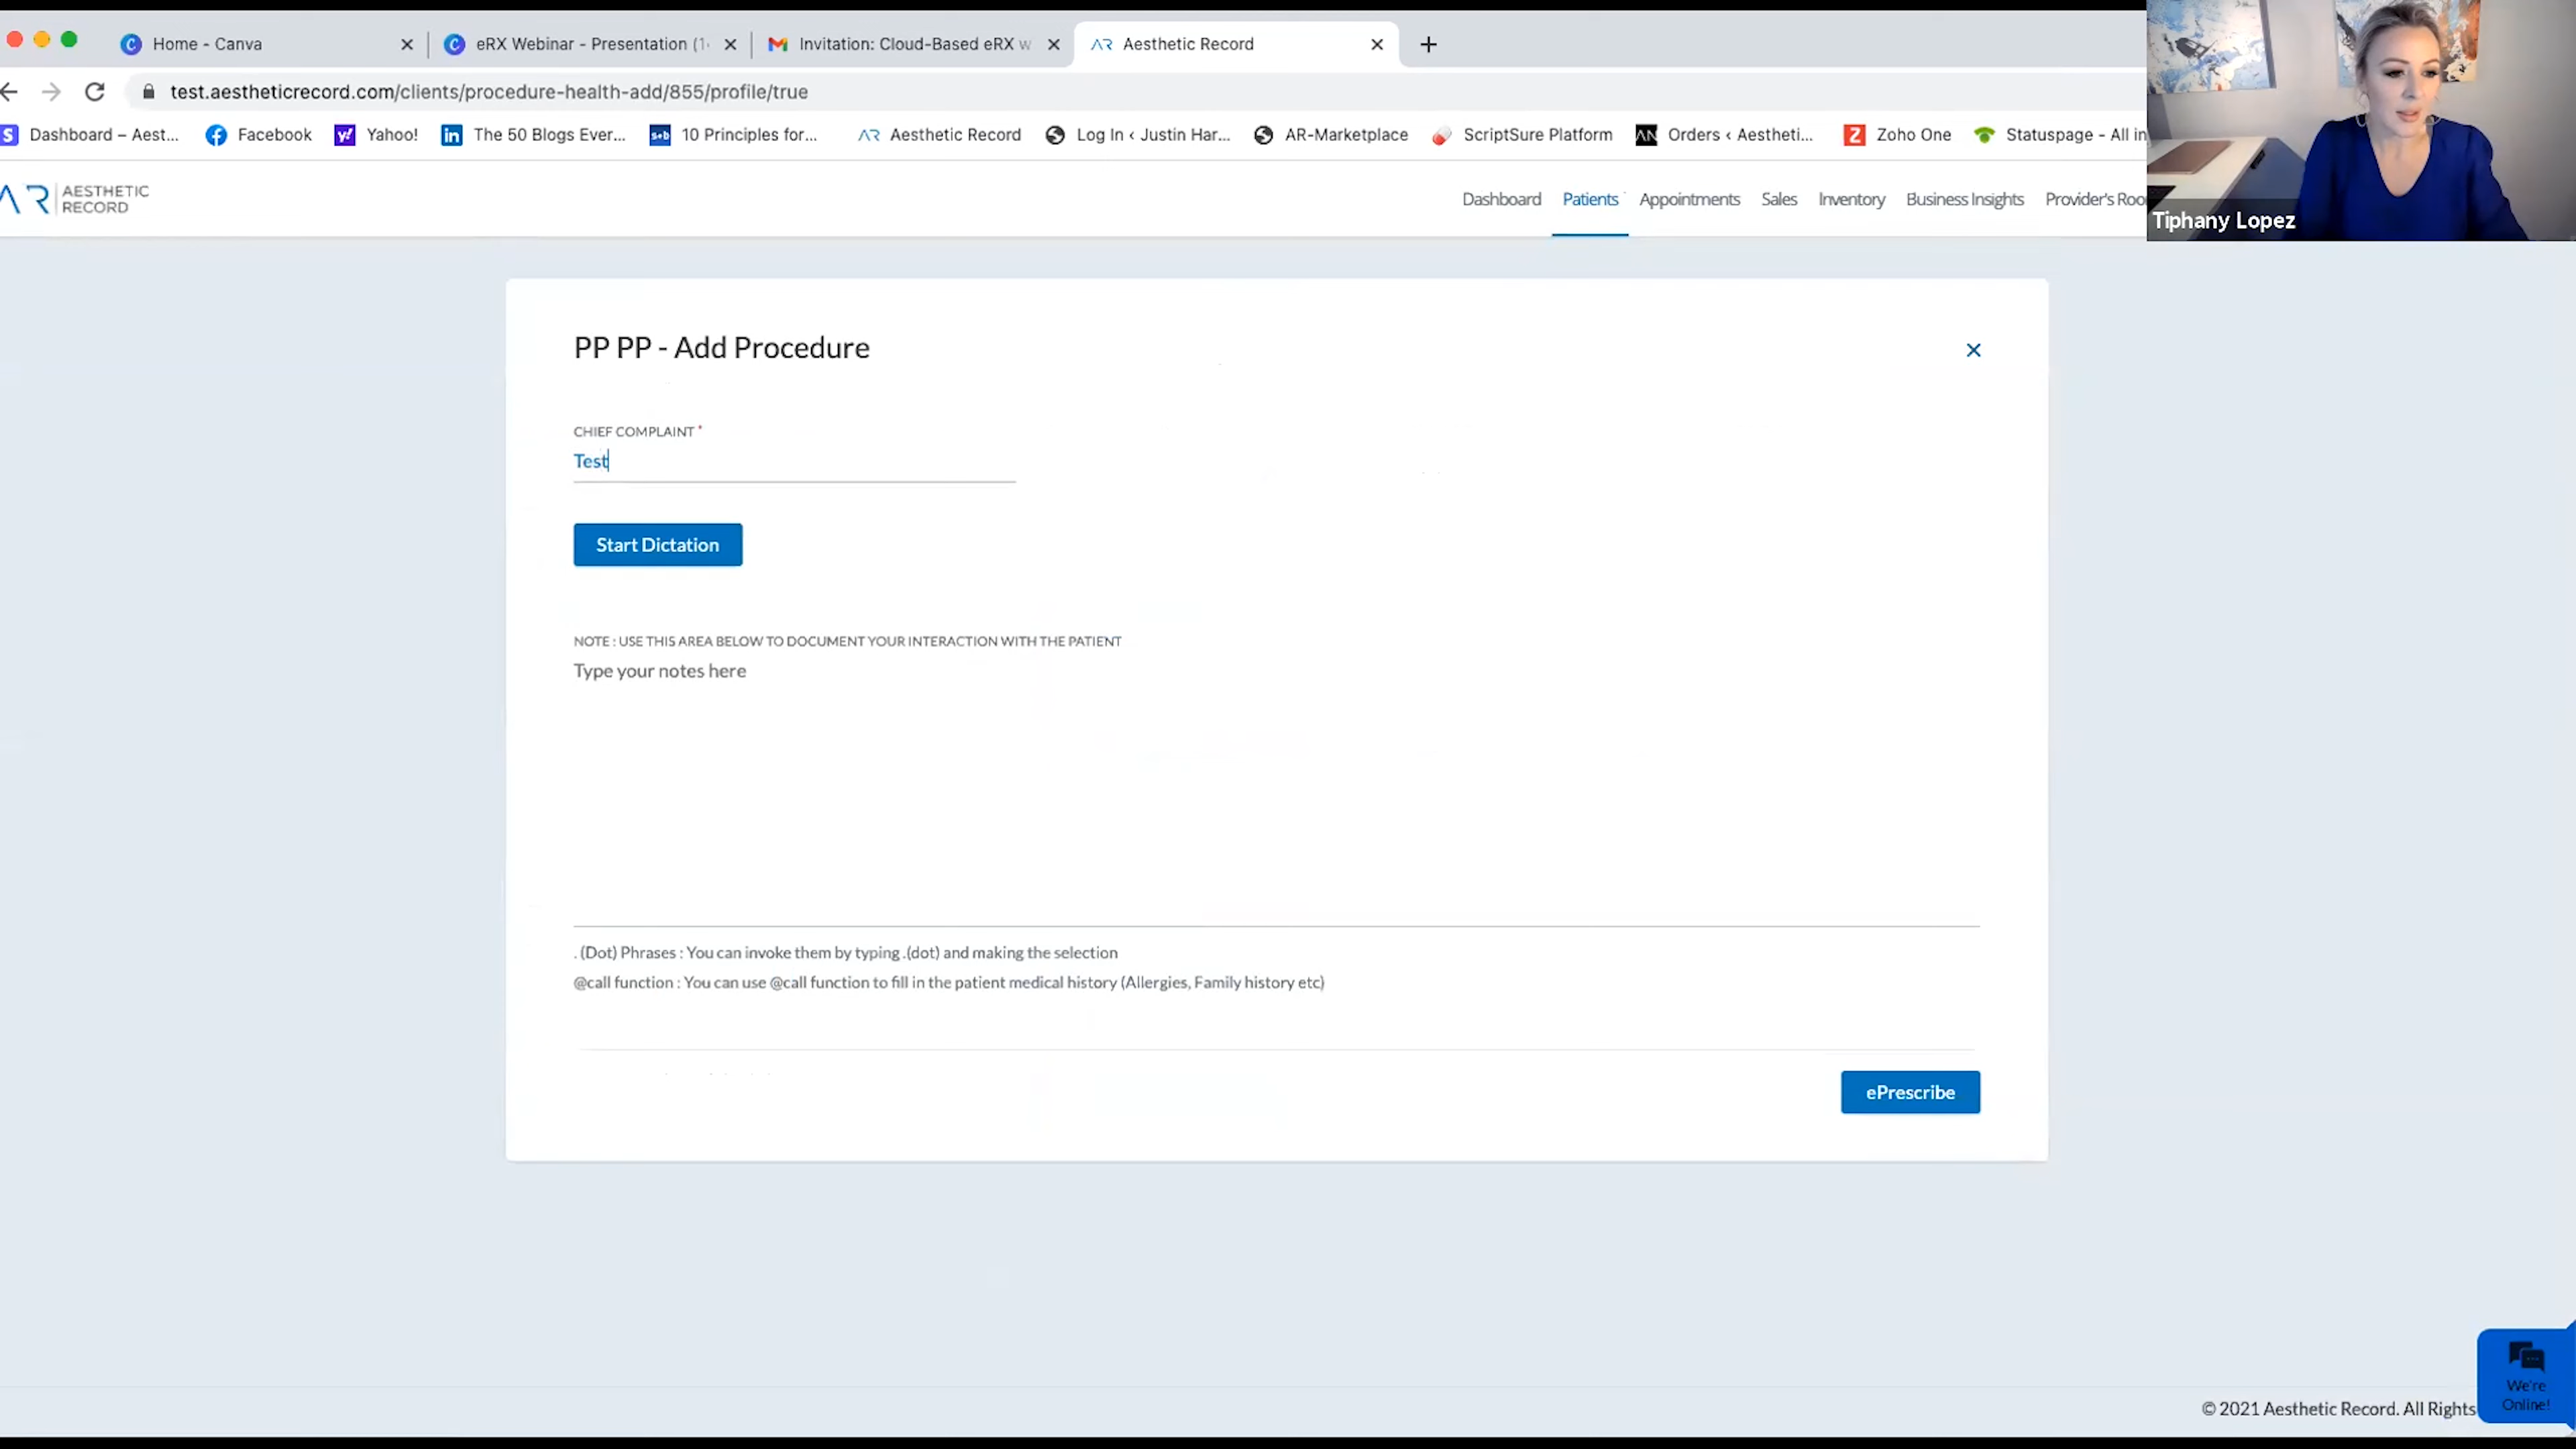 Home - Canva
eRX Webinar - Presentation (1
Invitation: Cloud-Based eRX w
Aesthetic Record
test.aestheticrecord.com/clients/procedure-health-add/855/profile/true
Dashboard – Aest...
Facebook
Yahoo!
The 50 Blogs Ever...
10 Principles for...
Aesthetic Record
Log In ‹ Justin Har...
AR-Marketplace
ScriptSure Platform
Orders ‹ Aestheti...
Zoho One
Statuspage - All in
AR
AESTHETIC
RECORD
Dashboard
Patients
Appointments
Sales
Inventory
Business Insights
Provider's Roo
Tiphany Lopez
PP PP - Add Procedure
CHIEF COMPLAINT *
Test
Start Dictation
NOTE : USE THIS AREA BELOW TO DOCUMENT YOUR INTERACTION WITH THE PATIENT
Type your notes here
. (Dot) Phrases : You can invoke them by typing .(dot) and making the selection
@call function : You can use @call function to fill in the patient medical history (Allergies, Family history etc)
ePrescribe
We're
Online!
© 2021 Aesthetic Record. All Rights